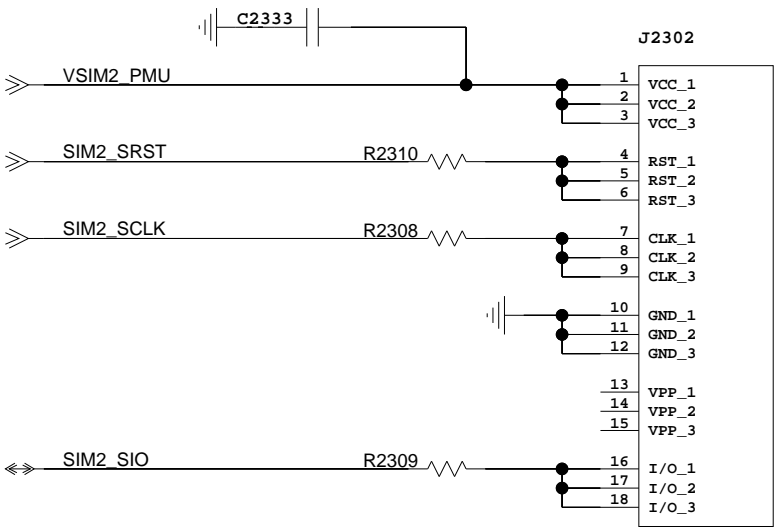 C2333
J2302
VSIM2_PMU
1 VCC_1
2 VCC_2
3 VCC_3
SIM2_SRST R2310 4 RST_1
5 RST_2
6 RST_3
SIM2_SCLK R2308 7 CLK_1
8 CLK_2
9 CLK_3
10 GND_1
11 GND_2
12 GND_3
13 VPP_1
14 VPP_2
15 VPP_3
SIM2_SIO R2309 16 I/O_1
17 I/O_2
18 I/O_3